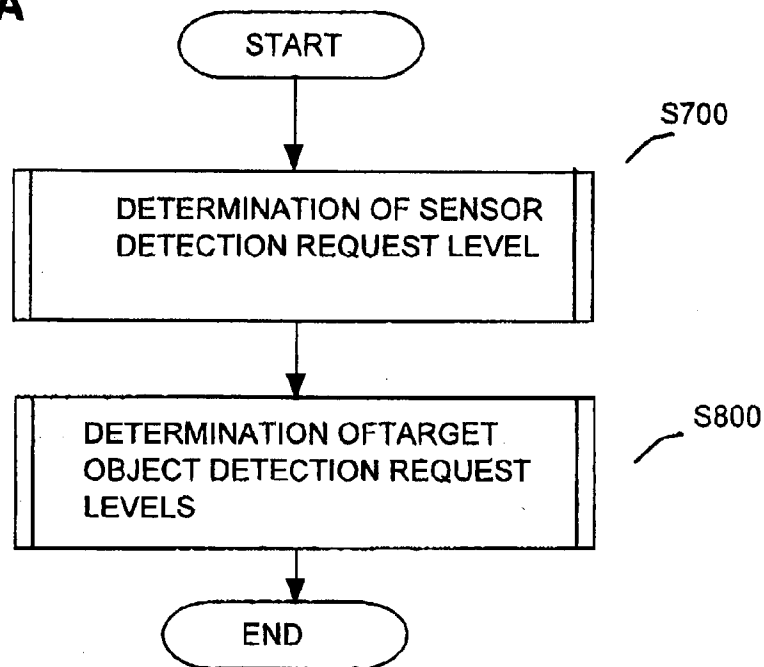 A
START
S700
DETERMINATION OF SENSOR
DETECTION REQUEST LEVEL
S800
DETERMINATION OFTARGET
OBJECT DETECTION REQUEST
LEVELS
END